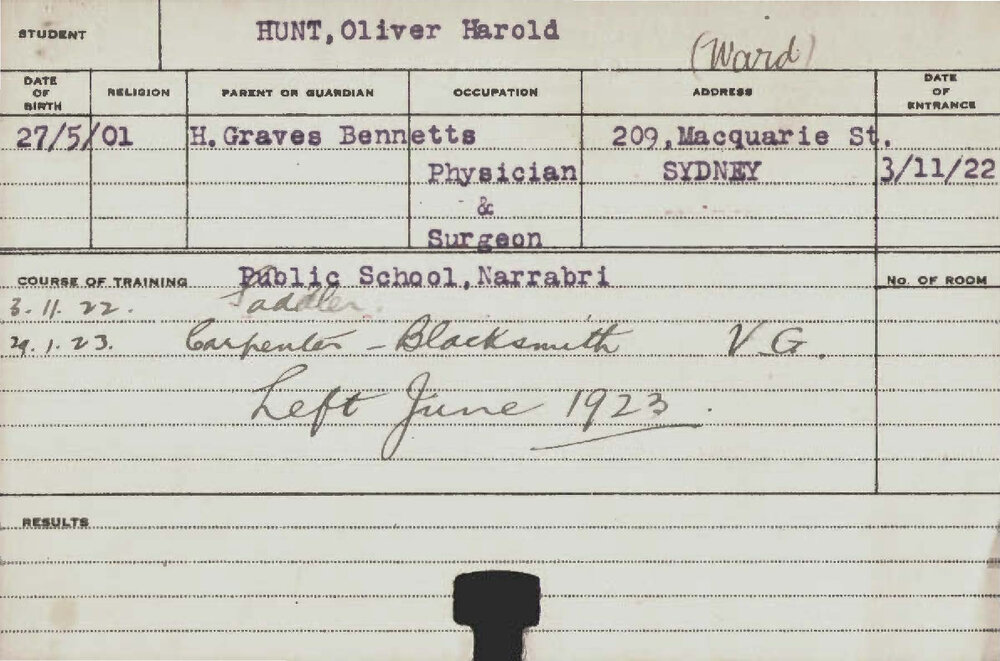 STUDENT HUNT,Oliver Harold
(Ward)
DATE OF BIRTH RELIGION PARENT OR GUARDIAN OCCUPATION ADDRESS DATE OF ENTRANCE
27/5/01 H.Graves Bennetts 209,Macquarie St.
Physician SYDNEY 3/11/22
&
Surgeon
COURSE OF TRAINING Public School,Narrabri No. OF ROOM
3.11.22. Saddler.
29.1.23. Carpenter - Blacksmith V.G.
Left June 1923.
RESULTS